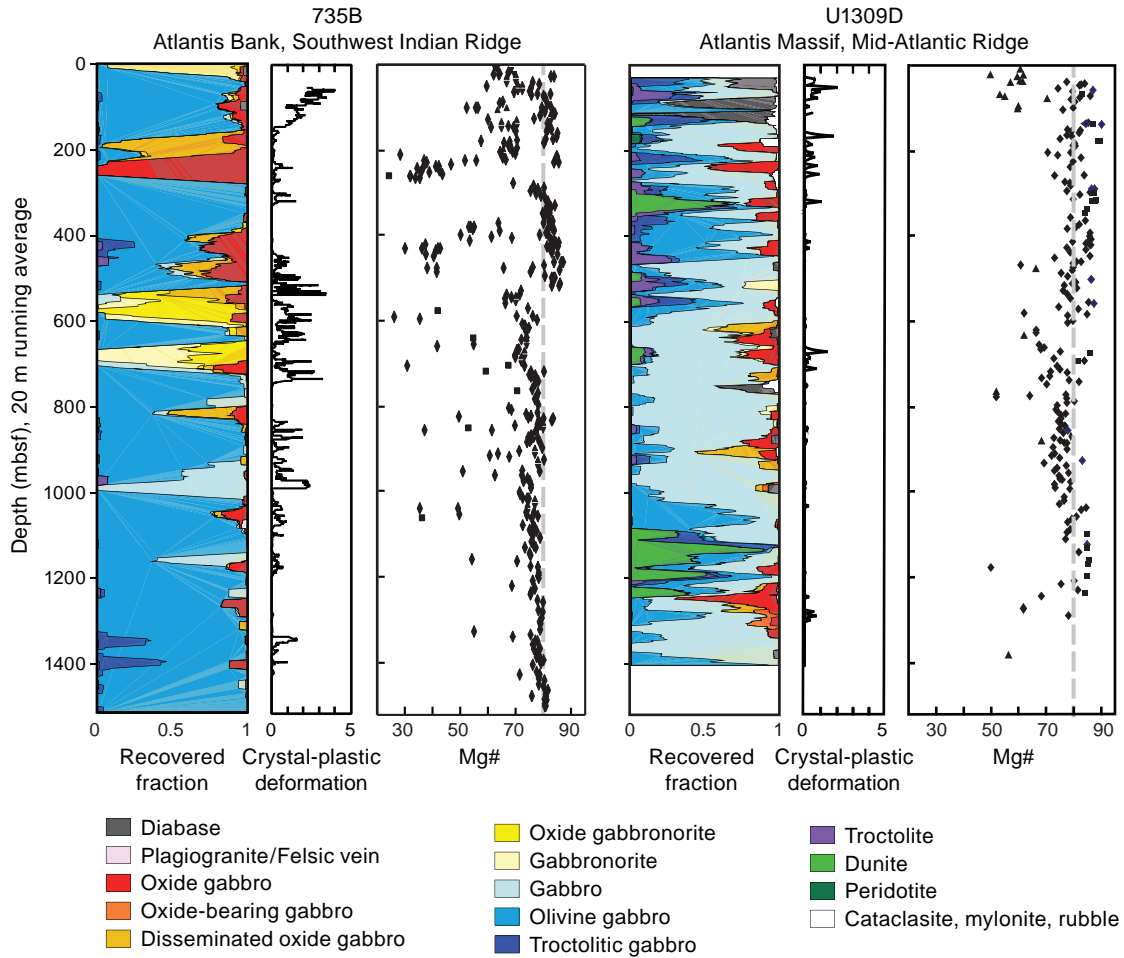 735B
Atlantis Bank, Southwest Indian Ridge
U1309D
Atlantis Massif, Mid-Atlantic Ridge
Depth (mbsf), 20 m running average
0
200
400
600
800
1000
1200
1400
0 0.5 1
Recovered
fraction
0 5
Crystal-plastic
deformation
30 50 70 90
Mg#
0 0.5 1
Recovered
fraction
0 5
Crystal-plastic
deformation
30 50 70 90
Mg#
Diabase
Plagiogranite/Felsic vein
Oxide gabbro
Oxide-bearing gabbro
Disseminated oxide gabbro
Oxide gabbronorite
Gabbronorite
Gabbro
Olivine gabbro
Troctolitic gabbro
Troctolite
Dunite
Peridotite
Cataclasite, mylonite, rubble